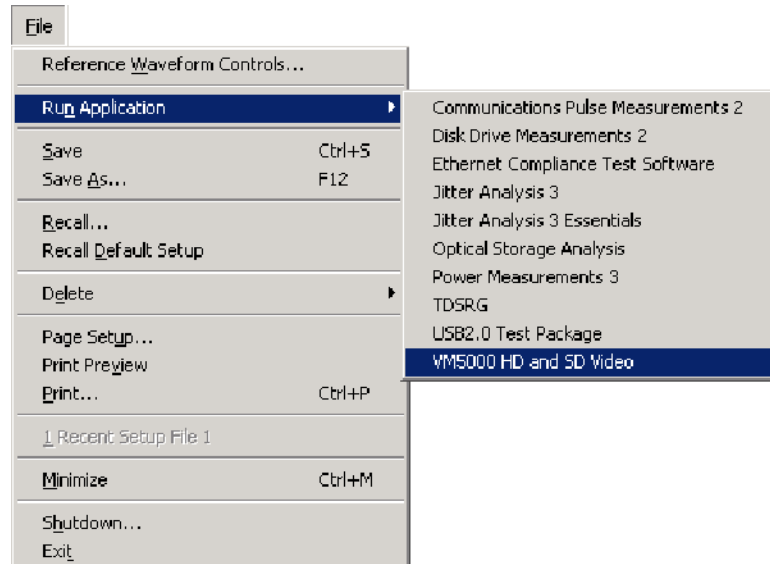 File
Reference Waveform Controls...
Run Application
Save Ctrl+S
Save As... F12
Recall...
Recall Default Setup
Delete
Page Setup...
Print Preview
Print... Ctrl+P
1 Recent Setup File 1
Minimize Ctrl+M
Shutdown...
Exit
Communications Pulse Measurements 2
Disk Drive Measurements 2
Ethernet Compliance Test Software
Jitter Analysis 3
Jitter Analysis 3 Essentials
Optical Storage Analysis
Power Measurements 3
TDSRG
USB2.0 Test Package
VM5000 HD and SD Video